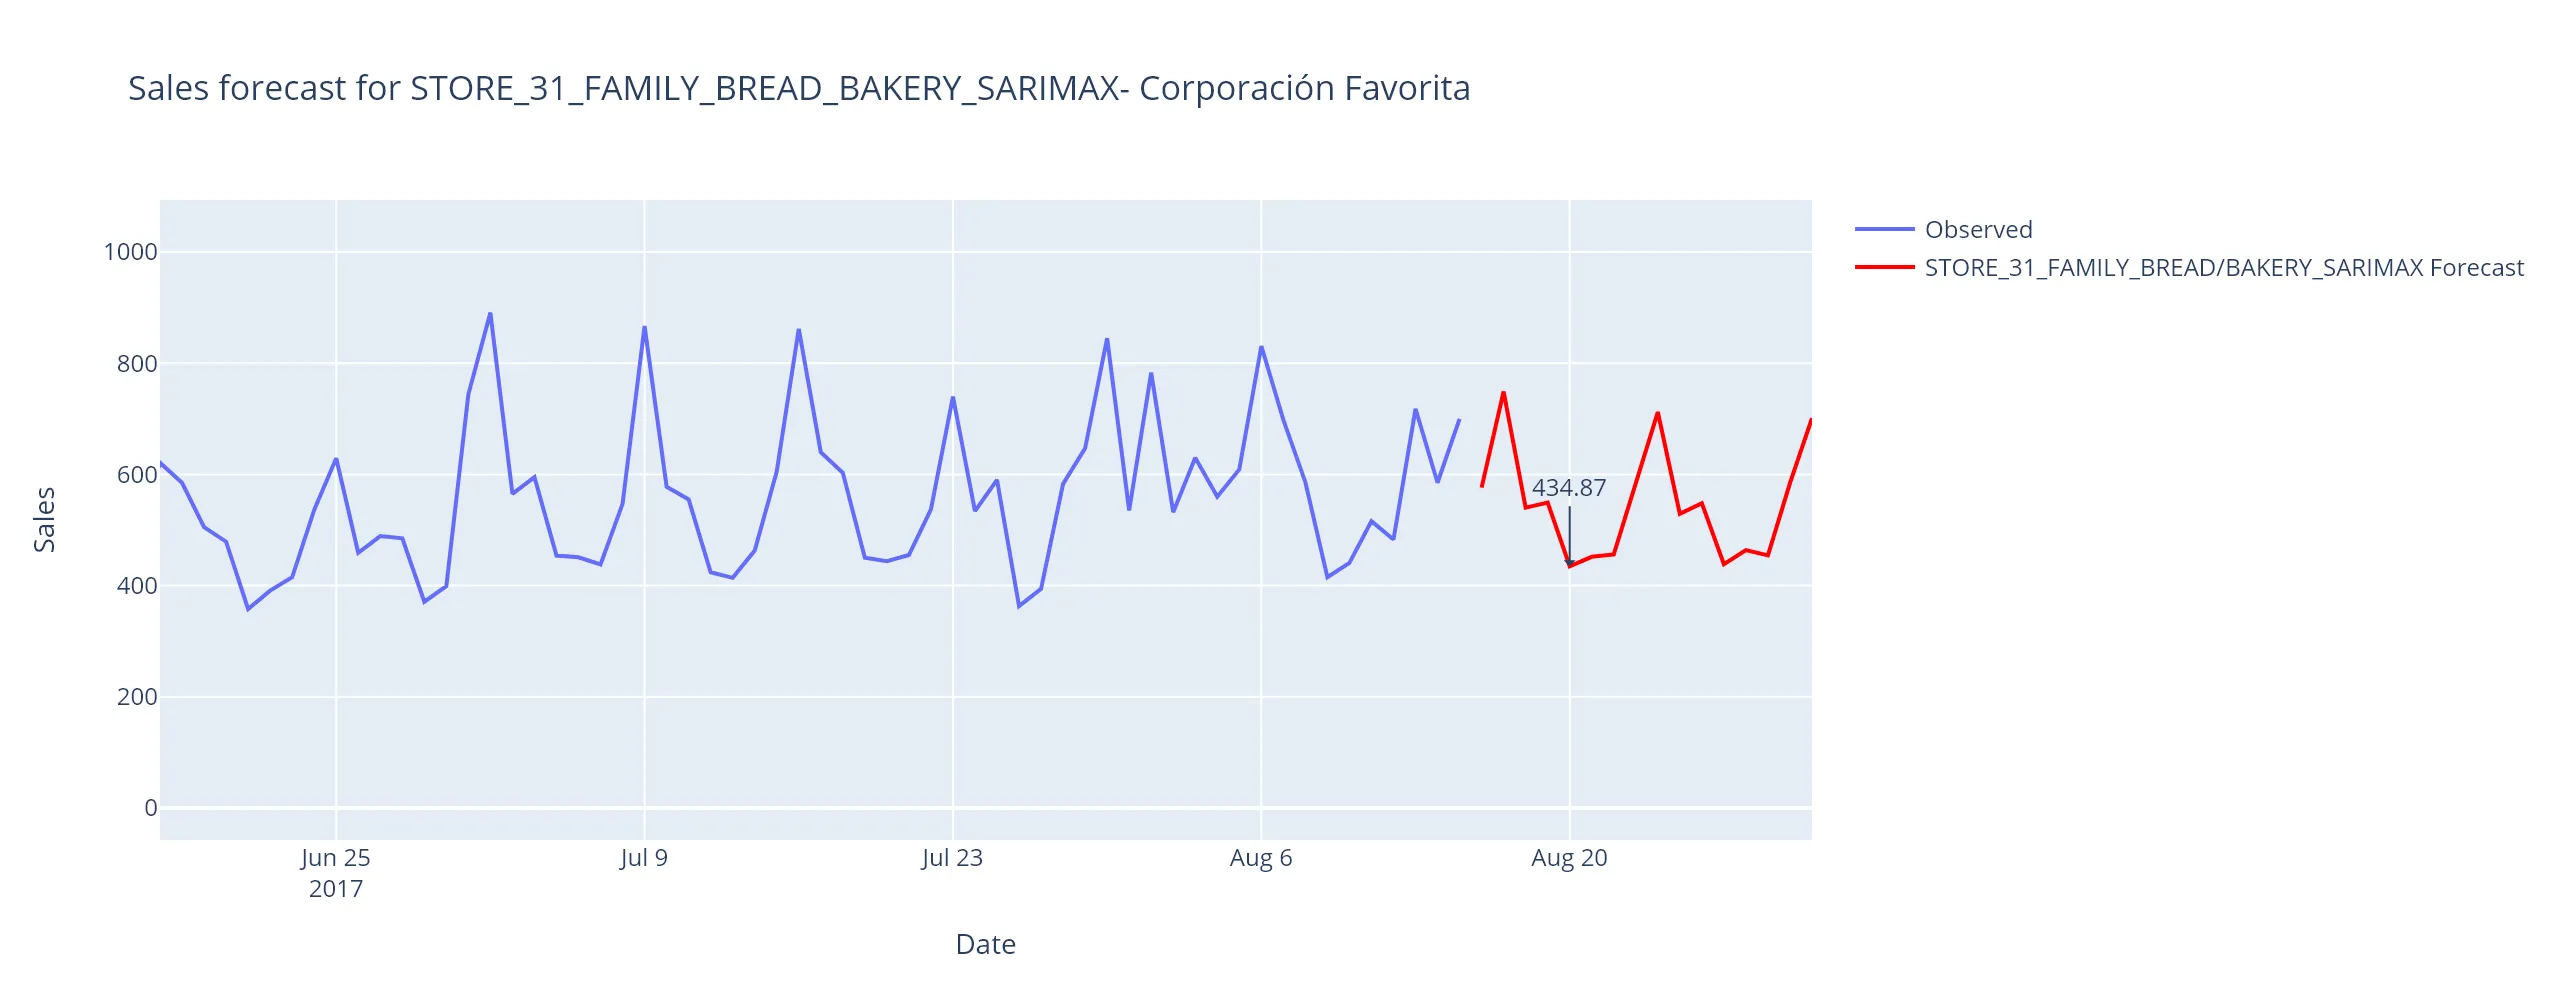 Sales forecast for STORE_31_FAMILY_BREAD_BAKERY_SARIMAX- Corporación Favorita
Observed
STORE_31_FAMILY_BREAD/BAKERY_SARIMAX Forecast
1000
800
600
400
200
0
Sales
434.87
Jun 25
2017
Jul 9
Jul 23
Aug 6
Aug 20
Date